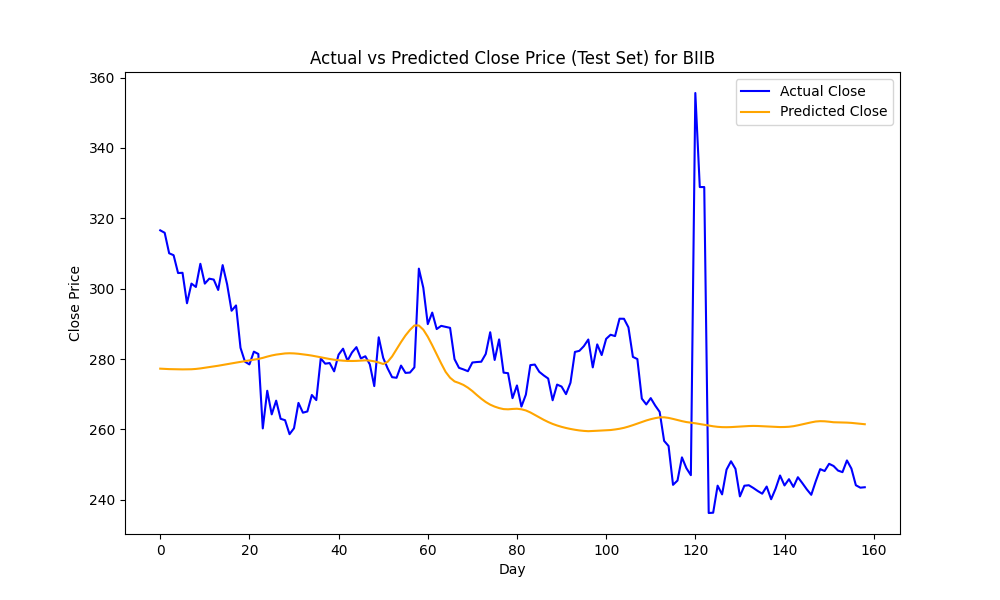 Actual vs Predicted Close Price (Test Set) for BIIB
Actual Close
Predicted Close
Close Price
360
340
320
300
280
260
240
0 20 40 60 80 100 120 140 160
Day